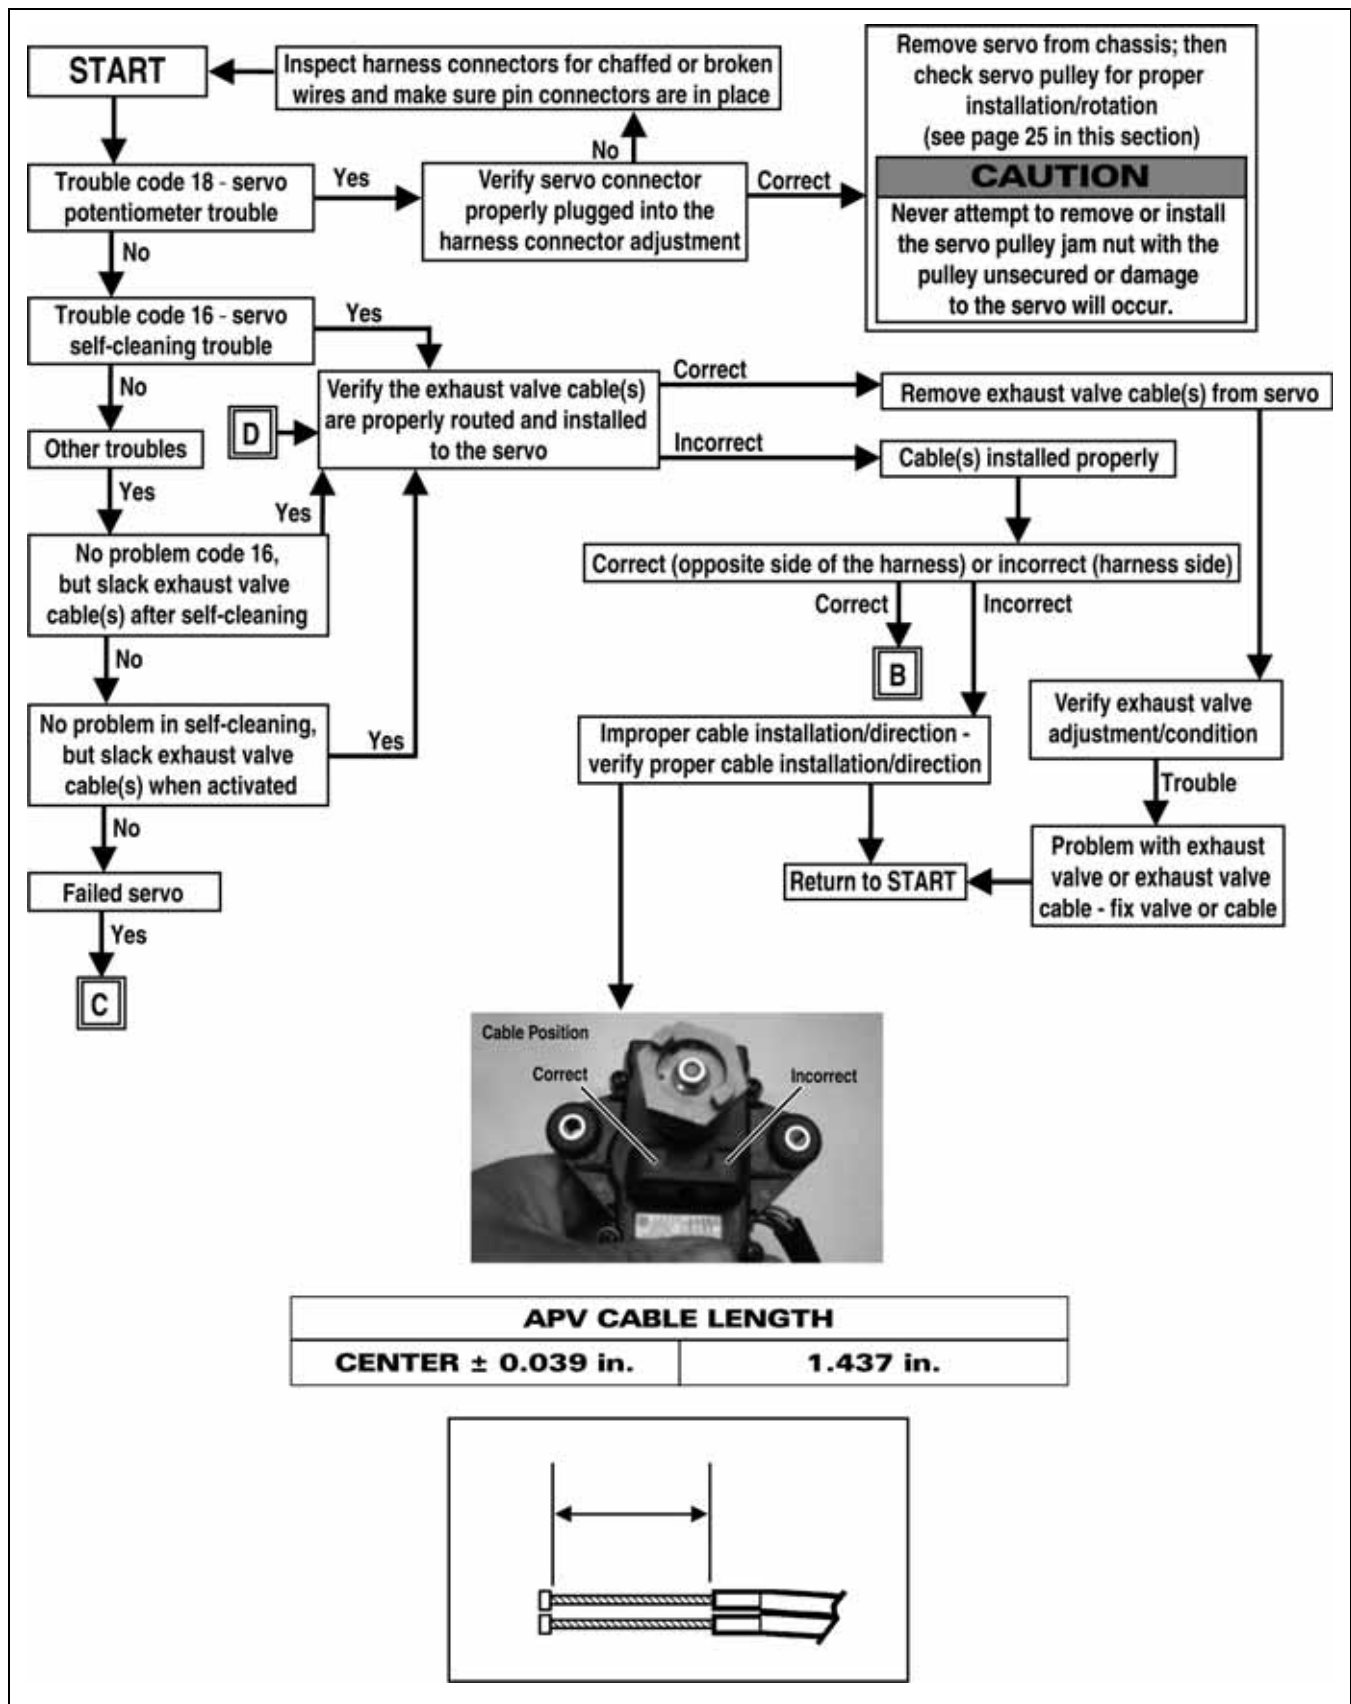 START
Inspect harness connectors for chaffed or broken
wires and make sure pin connectors are in place
Remove servo from chassis; then
check servo pulley for proper
installation/rotation
(see page 25 in this section)
CAUTION
Never attempt to remove or install
the servo pulley jam nut with the
pulley unsecured or damage
to the servo will occur.
No
Trouble code 18 - servo
potentiometer trouble
Yes
Verify servo connector
properly plugged into the
harness connector adjustment
Correct
No
Trouble code 16 - servo
self-cleaning trouble
Yes
No
D
Verify the exhaust valve cable(s)
are properly routed and installed
to the servo
Correct
Remove exhaust valve cable(s) from servo
Incorrect
Cable(s) installed properly
Other troubles
Yes
Yes
No problem code 16,
but slack exhaust valve
cable(s) after self-cleaning
Correct (opposite side of the harness) or incorrect (harness side)
Correct
Incorrect
B
No
No problem in self-cleaning,
but slack exhaust valve
cable(s) when activated
Yes
Improper cable installation/direction -
verify proper cable installation/direction
Verify exhaust valve
adjustment/condition
Trouble
No
Problem with exhaust
valve or exhaust valve
cable - fix valve or cable
Return to START
Failed servo
Yes
C
Cable Position
Correct
Incorrect
APV CABLE LENGTH
CENTER ± 0.039 in.
1.437 in.